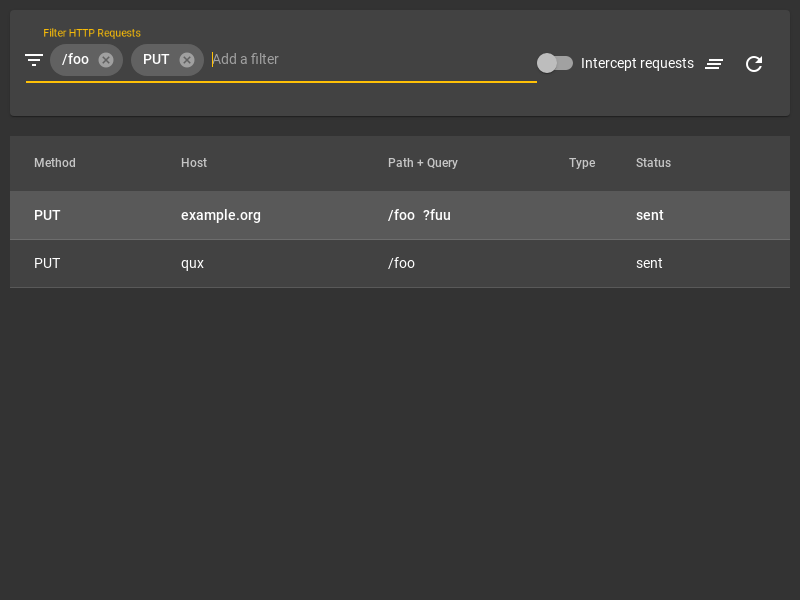 Filter HTTP Requests
/foo PUT Add a filter Intercept requests
Method Host Path + Query Type Status
PUT example.org /foo ?fuu sent
PUT qux /foo sent